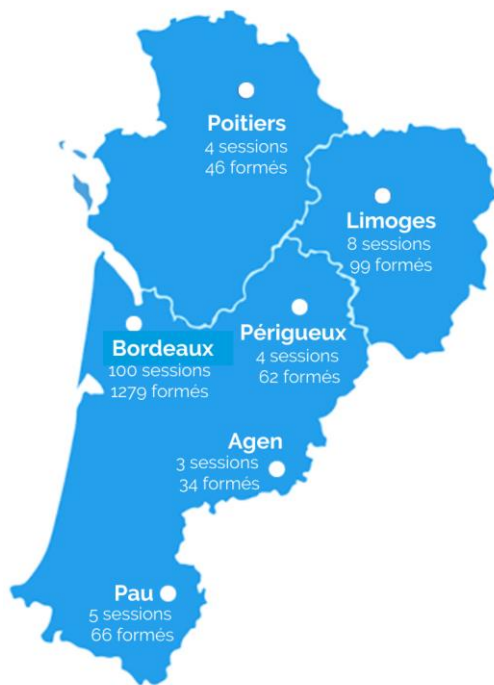 Poitiers
4 sessions
46 formés
Limoges
8 sessions
99 formés
Bordeaux
100 sessions
1279 formés
Périgueux
4 sessions
62 formés
Agen
3 sessions
34 formés
Pau
5 sessions
66 formés